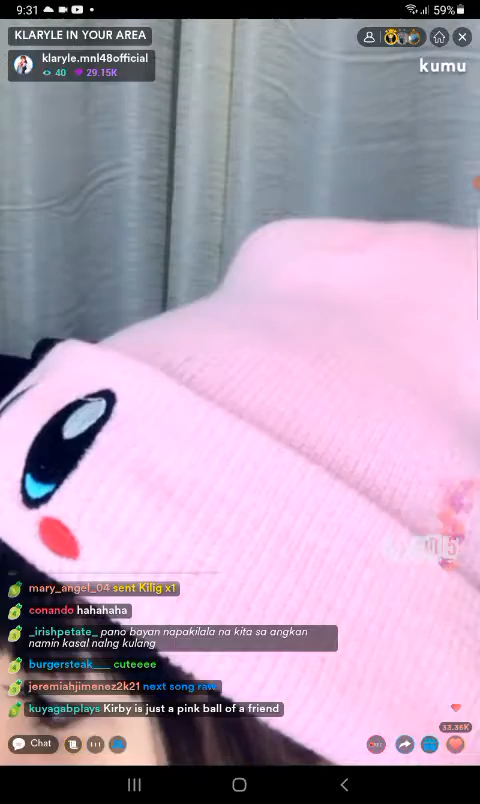 9:31
59%
KLARYLE IN YOUR AREA
klaryle.mnl48official
40 29.15K
kumu
mary_angel_04 sent Kilig x1
conando hahahaha
_irishpetate_ pano bayan napakilala na kita sa angkan
namin kasal nalng kulang
burgersteak___ cuteeee
jeremiahjimenez2k21 next song raw
kuyagabplays Kirby is just a pink ball of a friend
33.36K
Chat